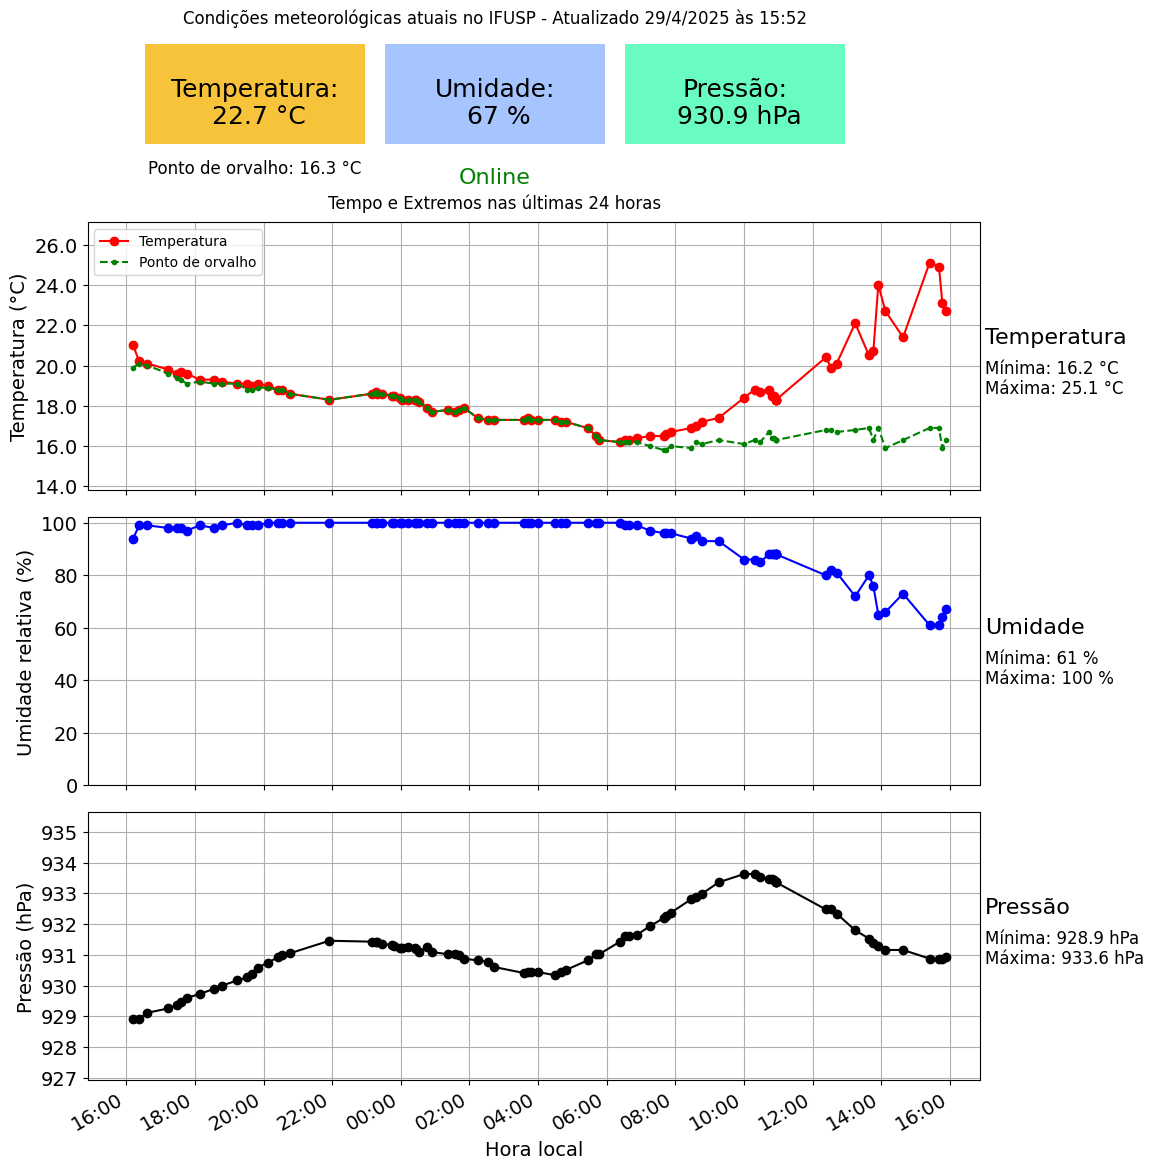 Condições meteorológicas atuais no IFUSP - Atualizado 29/4/2025 às 15:52
Temperatura:
22.7 °C
Umidade:
67 %
Pressão:
930.9 hPa
Ponto de orvalho: 16.3 °C
Online
Tempo e Extremos nas últimas 24 horas
Temperatura
Ponto de orvalho
Temperatura (°C)
26.0
24.0
22.0
20.0
18.0
16.0
14.0
Temperatura
Mínima: 16.2 °C
Máxima: 25.1 °C
Umidade relativa (%)
100
80
60
40
20
0
Umidade
Mínima: 61 %
Máxima: 100 %
Pressão (hPa)
935
934
933
932
931
930
929
928
927
Pressão
Mínima: 928.9 hPa
Máxima: 933.6 hPa
16:00
18:00
20:00
22:00
00:00
02:00
04:00
06:00
08:00
10:00
12:00
14:00
16:00
Hora local